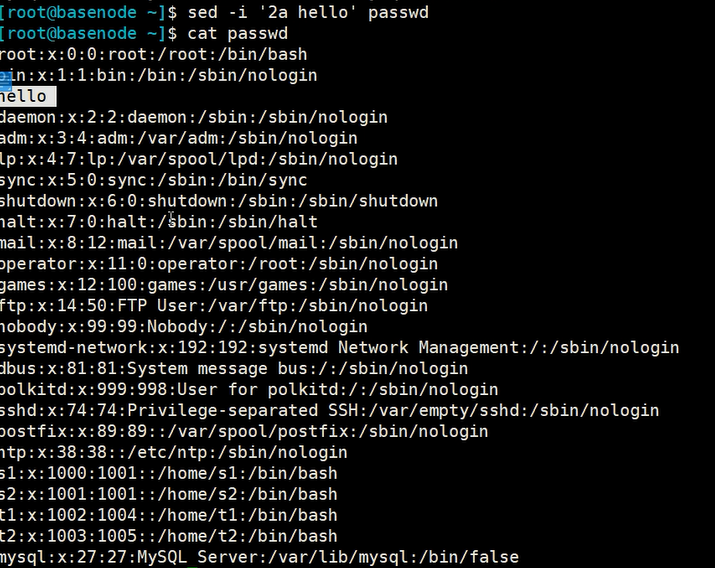 [root@basenode ~]$ sed -i '2a hello' passwd
[root@basenode ~]$ cat passwd
root:x:0:0:root:/root:/bin/bash
bin:x:1:1:bin:/bin:/sbin/nologin
hello
daemon:x:2:2:daemon:/sbin:/sbin/nologin
adm:x:3:4:adm:/var/adm:/sbin/nologin
lp:x:4:7:lp:/var/spool/lpd:/sbin/nologin
sync:x:5:0:sync:/sbin:/bin/sync
shutdown:x:6:0:shutdown:/sbin:/sbin/shutdown
halt:x:7:0:halt:/sbin:/sbin/halt
mail:x:8:12:mail:/var/spool/mail:/sbin/nologin
operator:x:11:0:operator:/root:/sbin/nologin
games:x:12:100:games:/usr/games:/sbin/nologin
ftp:x:14:50:FTP User:/var/ftp:/sbin/nologin
nobody:x:99:99:Nobody:/:/sbin/nologin
systemd-network:x:192:192:systemd Network Management:/:/sbin/nologin
dbus:x:81:81:System message bus:/:/sbin/nologin
polkitd:x:999:998:User for polkitd:/:/sbin/nologin
sshd:x:74:74:Privilege-separated SSH:/var/empty/sshd:/sbin/nologin
postfix:x:89:89::/var/spool/postfix:/sbin/nologin
ntp:x:38:38::/etc/ntp:/sbin/nologin
s1:x:1000:1001::/home/s1:/bin/bash
s2:x:1001:1001::/home/s2:/bin/bash
t1:x:1002:1004::/home/t1:/bin/bash
t2:x:1003:1005::/home/t2:/bin/bash
mysql:x:27:27:MySQL Server:/var/lib/mysql:/bin/false